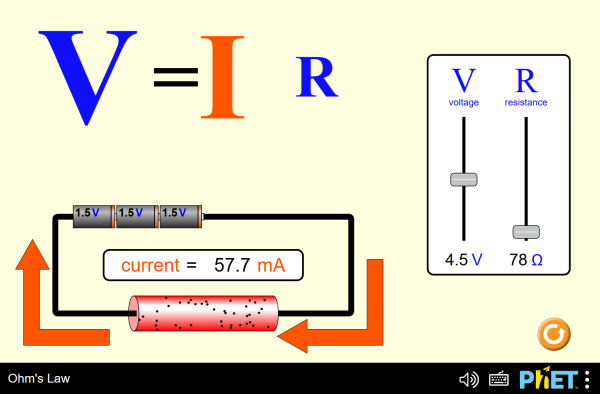 V = I R
V R
voltage resistance
1.5 V 1.5 V 1.5 V
current = 57.7 mA
4.5 V 78 Ω
Ohm's Law
PhET